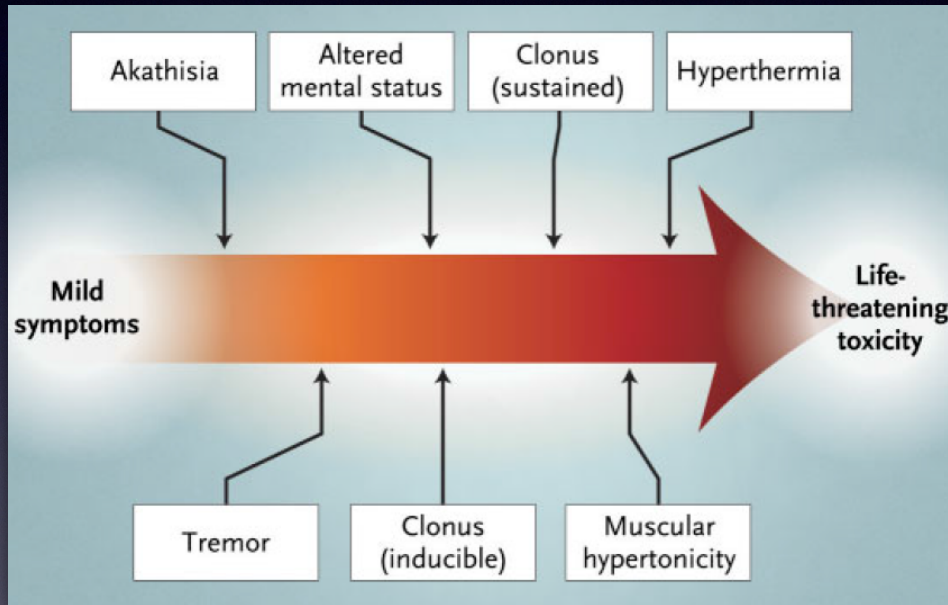 Akathisia
Altered
mental status
Clonus
(sustained)
Hyperthermia
Mild
symptoms
Life-
threatening
toxicity
Tremor
Clonus
(inducible)
Muscular
hypertonicity